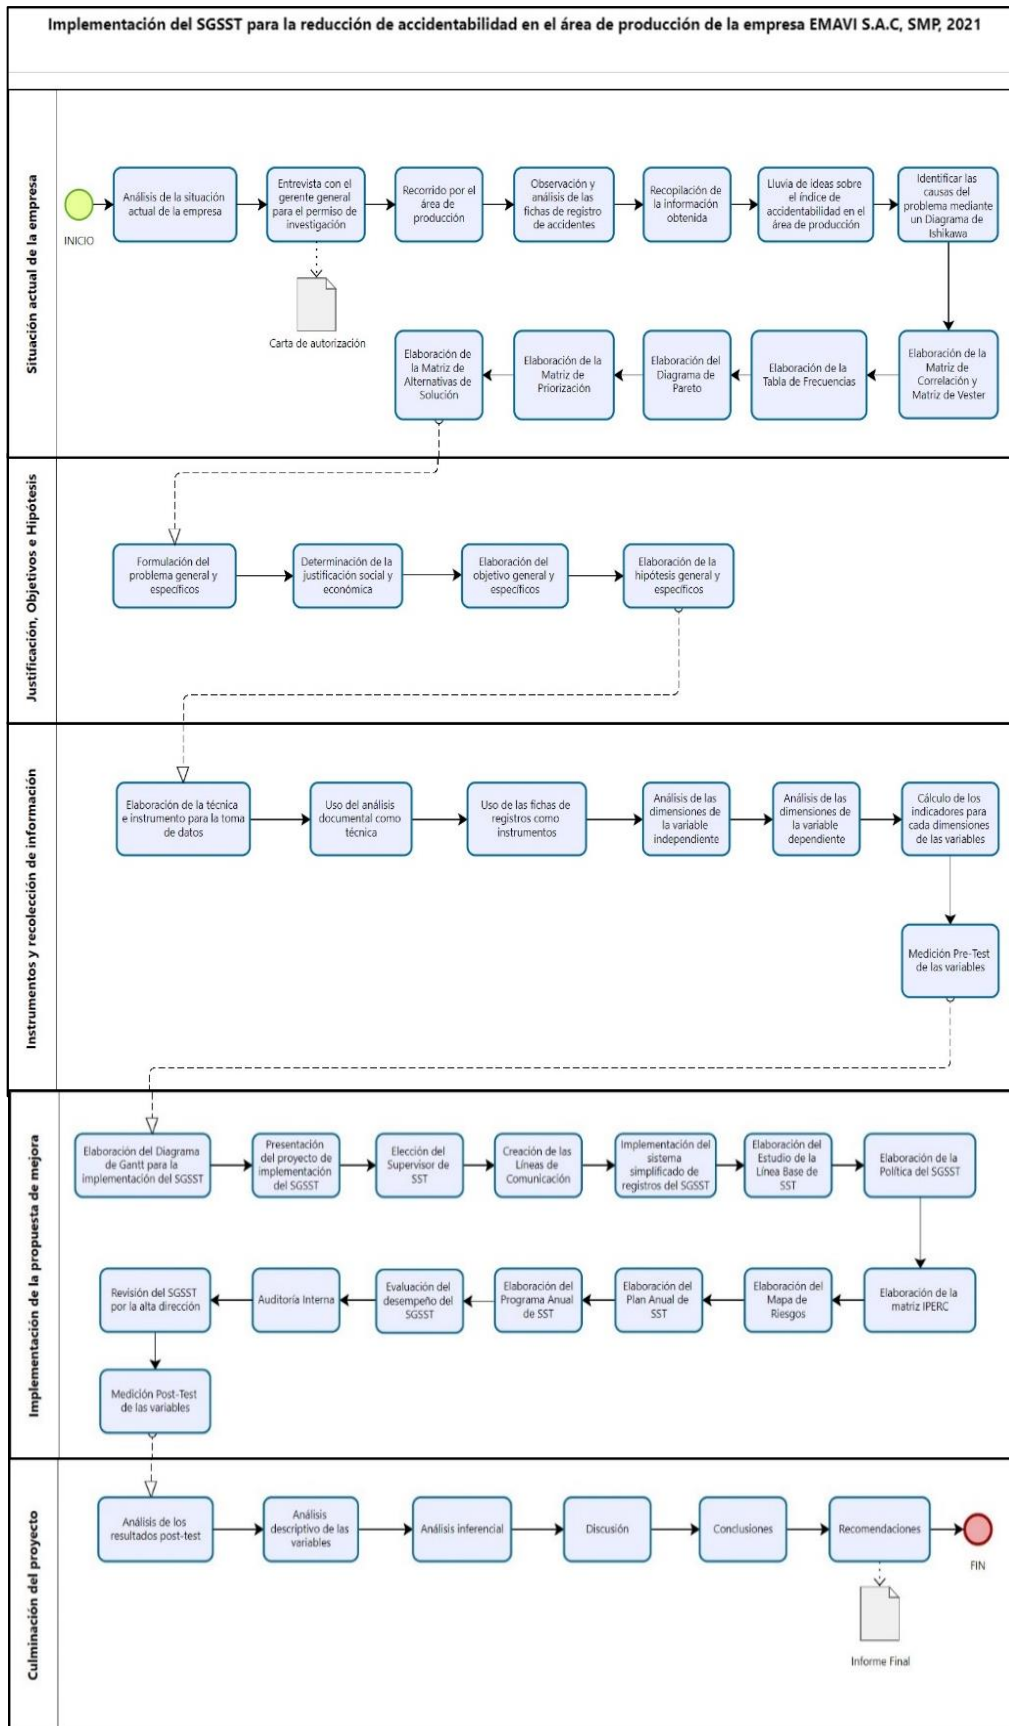 Implementación del SGSST para la reducción de accidentabilidad en el área de producción de la empresa EMAVI S.A.C, SMP, 2021
Situación actual de la empresa
INICIO
Análisis de la situación
actual de la empresa
Entrevista con el
gerente general
para el permiso de
investigación
Carta de autorización
Recorrido por el
área de
producción
Observación y
análisis de las
fichas de registro
de accidentes
Recopilación de
la información
obtenida
Lluvia de ideas sobre
el índice de
accidentabilidad en el
área de producción
Identificar las
causas del
problema mediante
un Diagrama de
Ishikawa
Elaboración de la
Matriz de
Correlación y
Matriz de Vester
Elaboración de la
Tabla de Frecuencias
Elaboración del
Diagrama de
Pareto
Elaboración de la
Matriz de
Priorización
Elaboración de
la Matriz de
Alternativas de
Solución
Justificación, Objetivos e Hipótesis
Formulación del
problema general y
específicos
Determinación de la
justificación social y
económica
Elaboración del
objetivo general y
específicos
Elaboración de la
hipótesis general y
específicos
Instrumentos y recolección de información
Elaboración de la técnica
e instrumento para la toma
de datos
Uso del análisis
documental como
técnica
Uso de las fichas de
registros como
instrumentos
Análisis de las
dimensiones de
la variable
independiente
Análisis de las
dimensiones de
la variable
dependiente
Cálculo de los
indicadores para
cada dimensiones
de las variables
Medición Pre-Test
de las variables
Implementación de la propuesta de mejora
Elaboración del Diagrama
de Gantt para la
implementación del SGSST
Presentación
del proyecto de
implementación
del SGSST
Elección del
Supervisor de
SST
Creación de las
Líneas de
Comunicación
Implementación del
sistema
simplificado de
registros del SGSST
Elaboración del
Estudio de la
Línea Base de
SST
Elaboración de la
Política del SGSST
Elaboración de la
matriz IPERC
Elaboración del
Mapa de
Riesgos
Elaboración del
Plan Anual de
SST
Elaboración del
Programa Anual
de SST
Evaluación del
desempeño del
SGSST
Auditoría Interna
Revisión del SGSST
por la alta dirección
Medición Post-Test
de las variables
Culminación del proyecto
Análisis de los
resultados post-test
Análisis
descriptivo de las
variables
Análisis inferencial
Discusión
Conclusiones
Recomendaciones
FIN
Informe Final